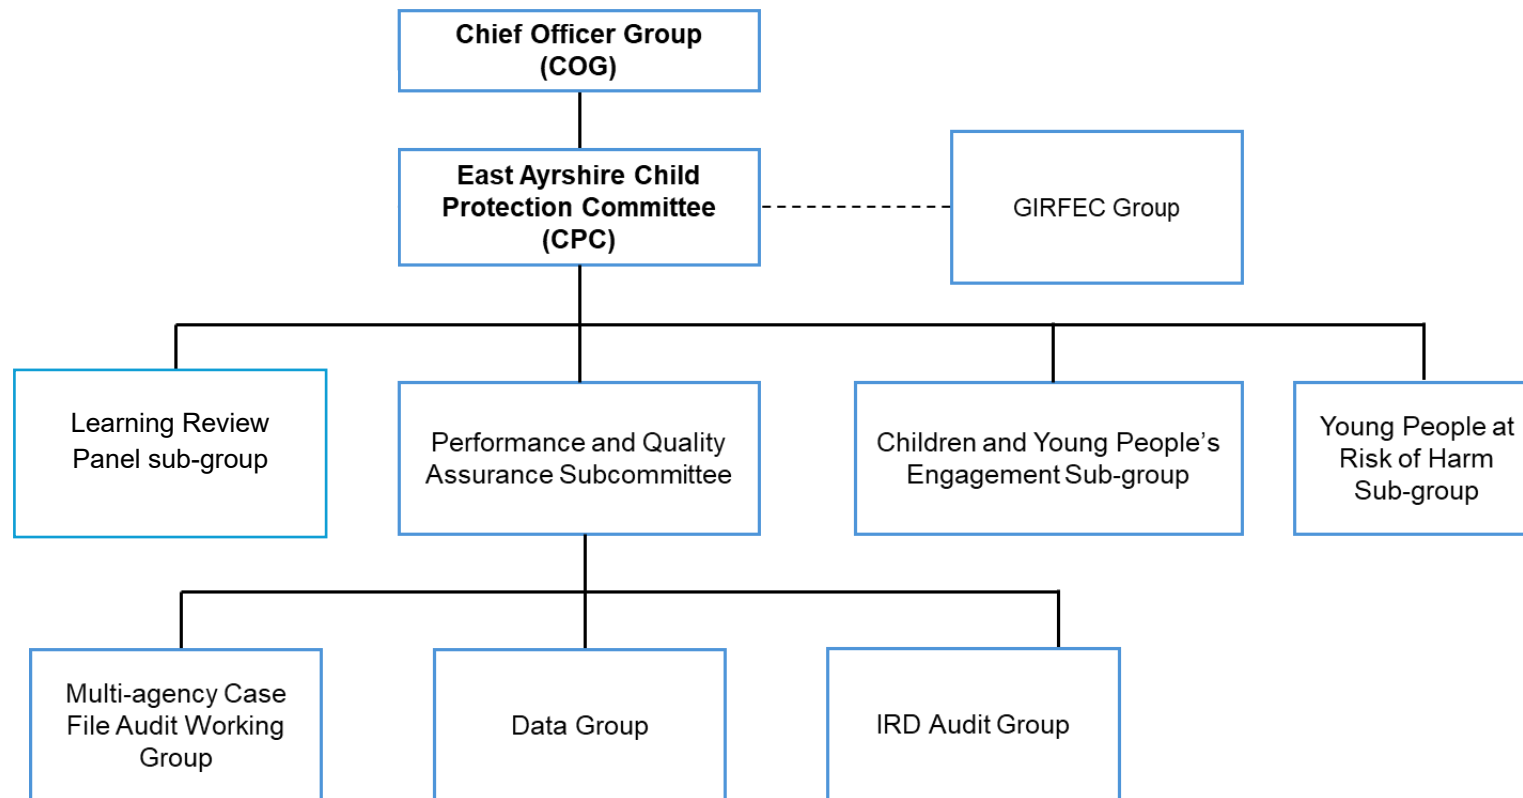 Chief Officer Group
(COG)
East Ayrshire Child
Protection Committee
(CPC)
GIRFEC Group
Learning Review
Panel sub-group
Performance and Quality
Assurance Subcommittee
Children and Young People’s
Engagement Sub-group
Young People at
Risk of Harm
Sub-group
Multi-agency Case
File Audit Working
Group
Data Group
IRD Audit Group